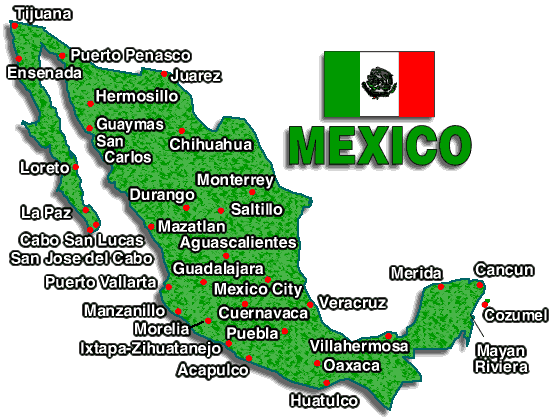 Tijuana
Puerto Penasco
Ensenada
Juarez
Hermosillo
Guaymas
San
Carlos
Chihuahua
Loreto
Monterrey
Durango
Saltillo
La Paz
Mazatlan
Cabo San Lucas
San Jose del Cabo
Aguascalientes
Guadalajara
Puerto Vallarta
Mexico City
Manzanillo
Cuernavaca
Morelia
Puebla
Ixtapa-Zihuatanejo
Acapulco
Veracruz
Villahermosa
Oaxaca
Huatulco
Merida
Cancun
Cozumel
Mayan
Riviera
MEXICO